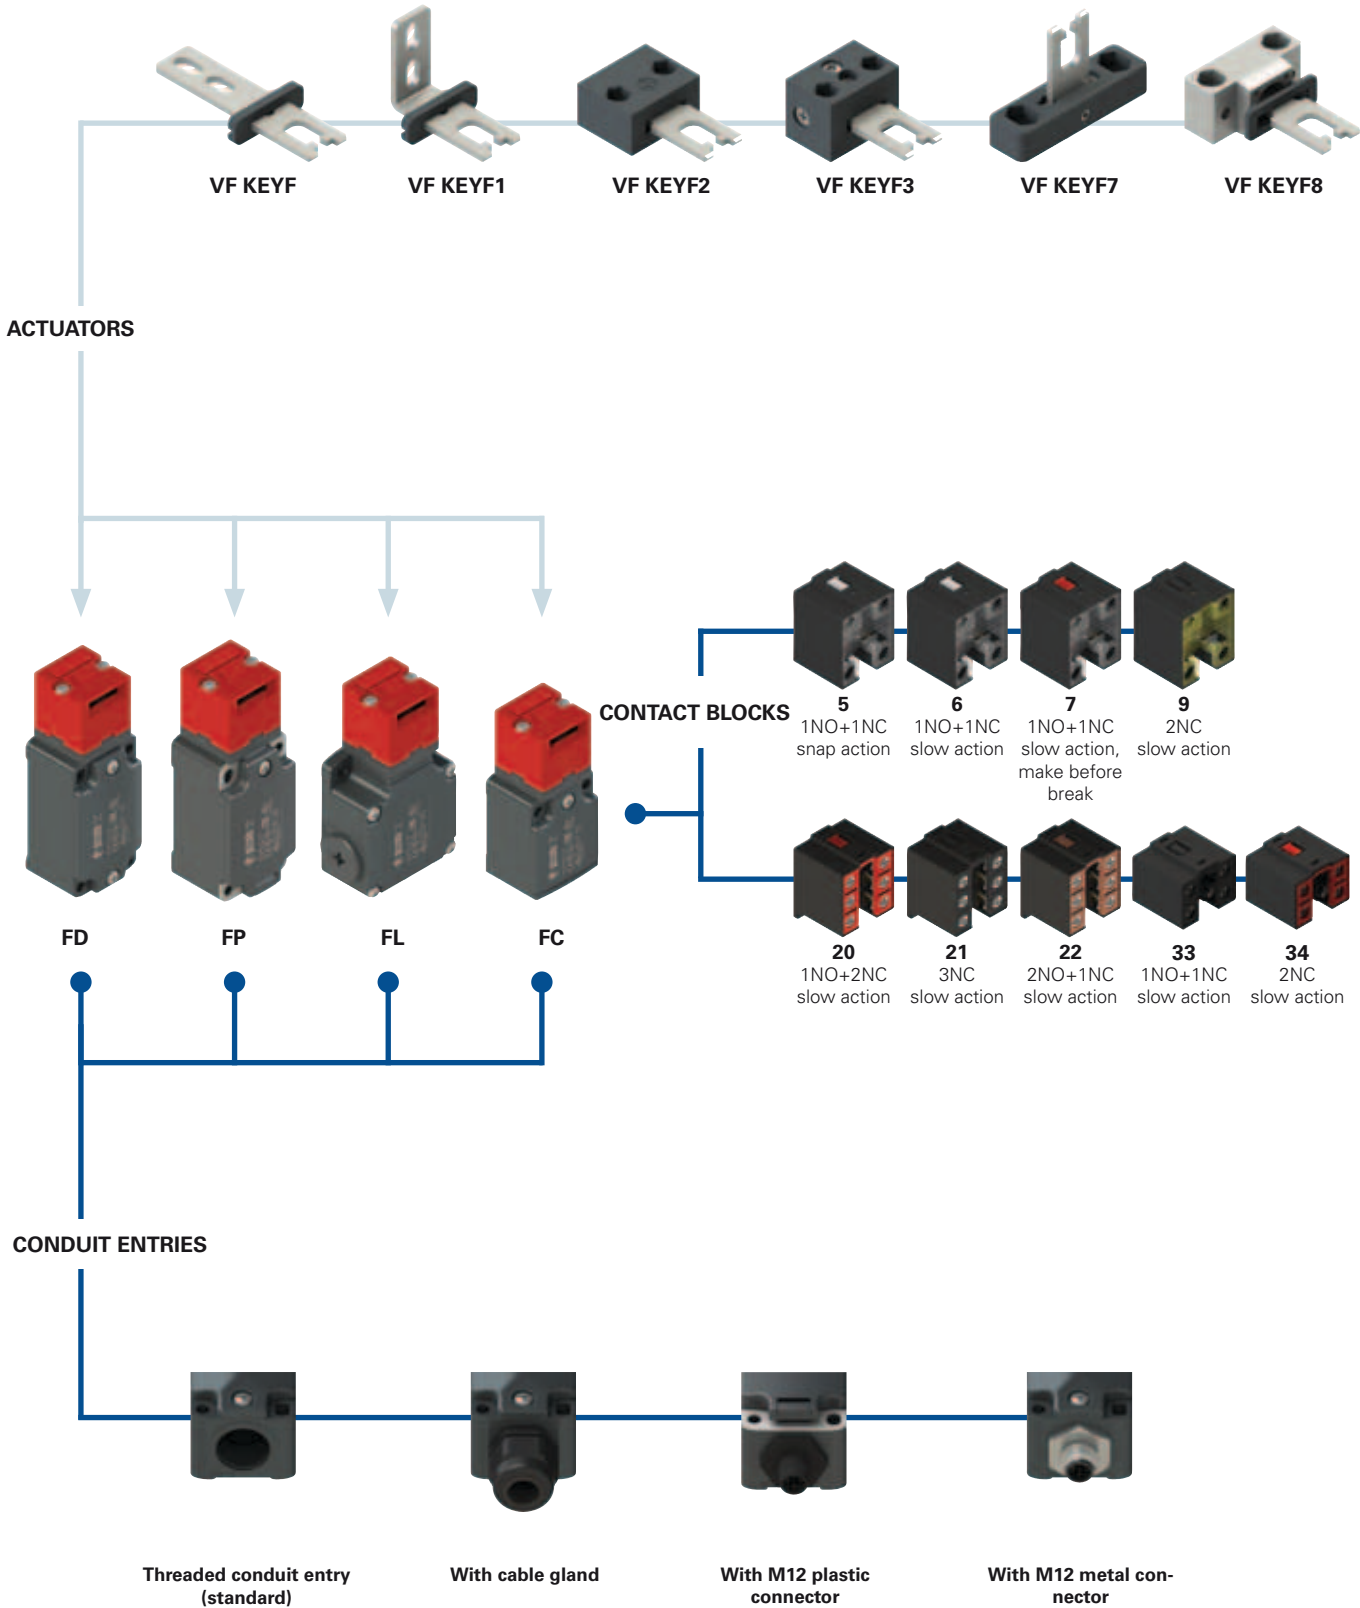 VF KEYF
VF KEYF1
VF KEYF2
VF KEYF3
VF KEYF7
VF KEYF8
ACTUATORS
CONTACT BLOCKS
5
1NO+1NC
snap action
6
1NO+1NC
slow action
7
1NO+1NC
slow action,
make before
break
9
2NC
slow action
20
1NO+2NC
slow action
21
3NC
slow action
22
2NO+1NC
slow action
33
1NO+1NC
slow action
34
2NC
slow action
FD
FP
FL
FC
CONDUIT ENTRIES
Threaded conduit entry
(standard)
With cable gland
With M12 plastic
connector
With M12 metal con-
nector